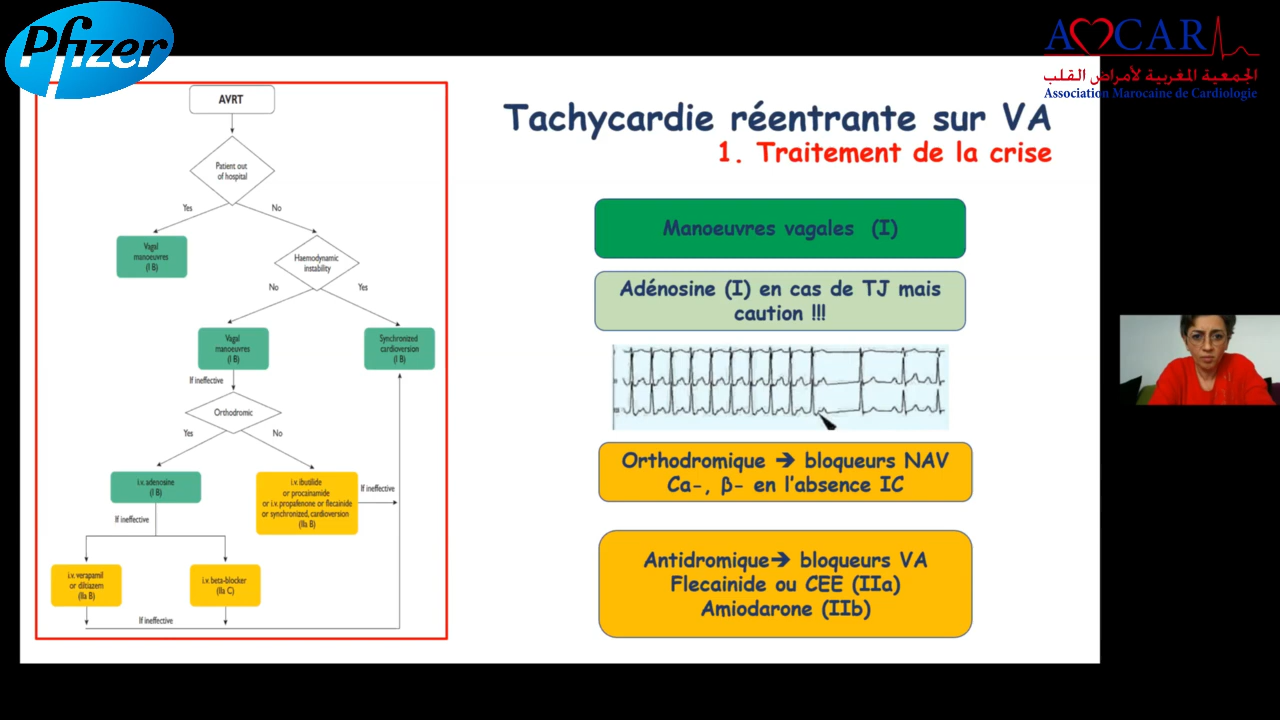 Pfizer
AMCAR
الجمعية المغربية لأمراض القلب
Association Marocaine de Cardiologie
Tachycardie réentrante sur VA
1. Traitement de la crise
AVRT
Patient out
of hospital
Yes
No
Vagal
manoeuvres
(I B)
Haemodynamic
instability
No
Yes
Vagal
manoeuvres
(I B)
Synchronized
cardioversion
(I B)
If ineffective
Orthodromic
Yes
No
i.v. adenosine
(I B)
i.v. ibutilide
or procainamide
or i.v. propafenone or flecainide
or synchronized, cardioversion
(IIa B)
If ineffective
If ineffective
i.v. verapamil
or diltiazem
(IIa B)
i.v. beta-blocker
(IIa C)
If ineffective
Manoeuvres vagales (I)
Adénosine (I) en cas de TJ mais
caution !!!
Orthodromique ➔ bloqueurs NAV
Ca-, β- en l'absence IC
Antidromique➔ bloqueurs VA
Flecainide ou CEE (IIa)
Amiodarone (IIb)